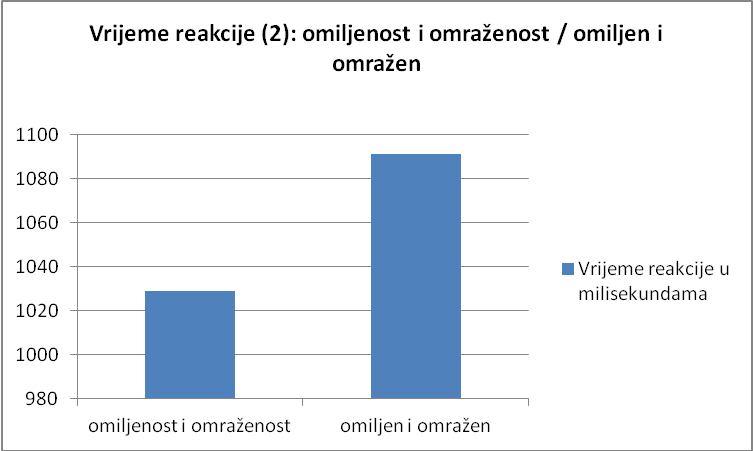 Vrijeme reakcije (2): omiljenost i omraženost / omiljen i
omražen
1100
1080
1060
1040
1020
1000
980
omiljenost i omraženost
omiljen i omražen
Vrijeme reakcije u
milisekundama